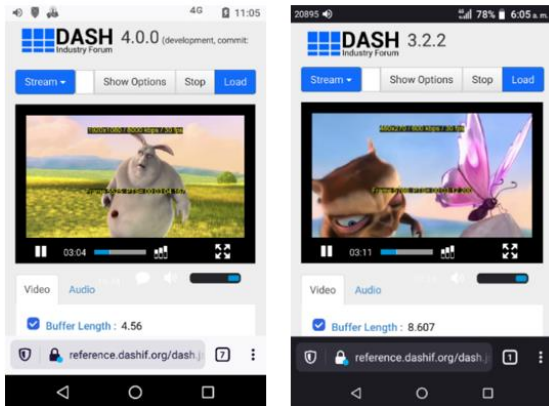 4G 11:05
DASH 4.0.0 (development, commit:
Industry Forum
Stream Show Options Stop Load
1920x1080 / 8000 kbps / 30 fps
03:04
Video Audio
Buffer Length : 4.56
reference.dashif.org/dash.j 7
20895 78% 6:05 a. m.
DASH 3.2.2
Industry Forum
Stream Show Options Stop Load
480x270 / 600 kbps / 30 fps
03:11
Video Audio
Buffer Length : 8.607
reference.dashif.org/dash.j 1